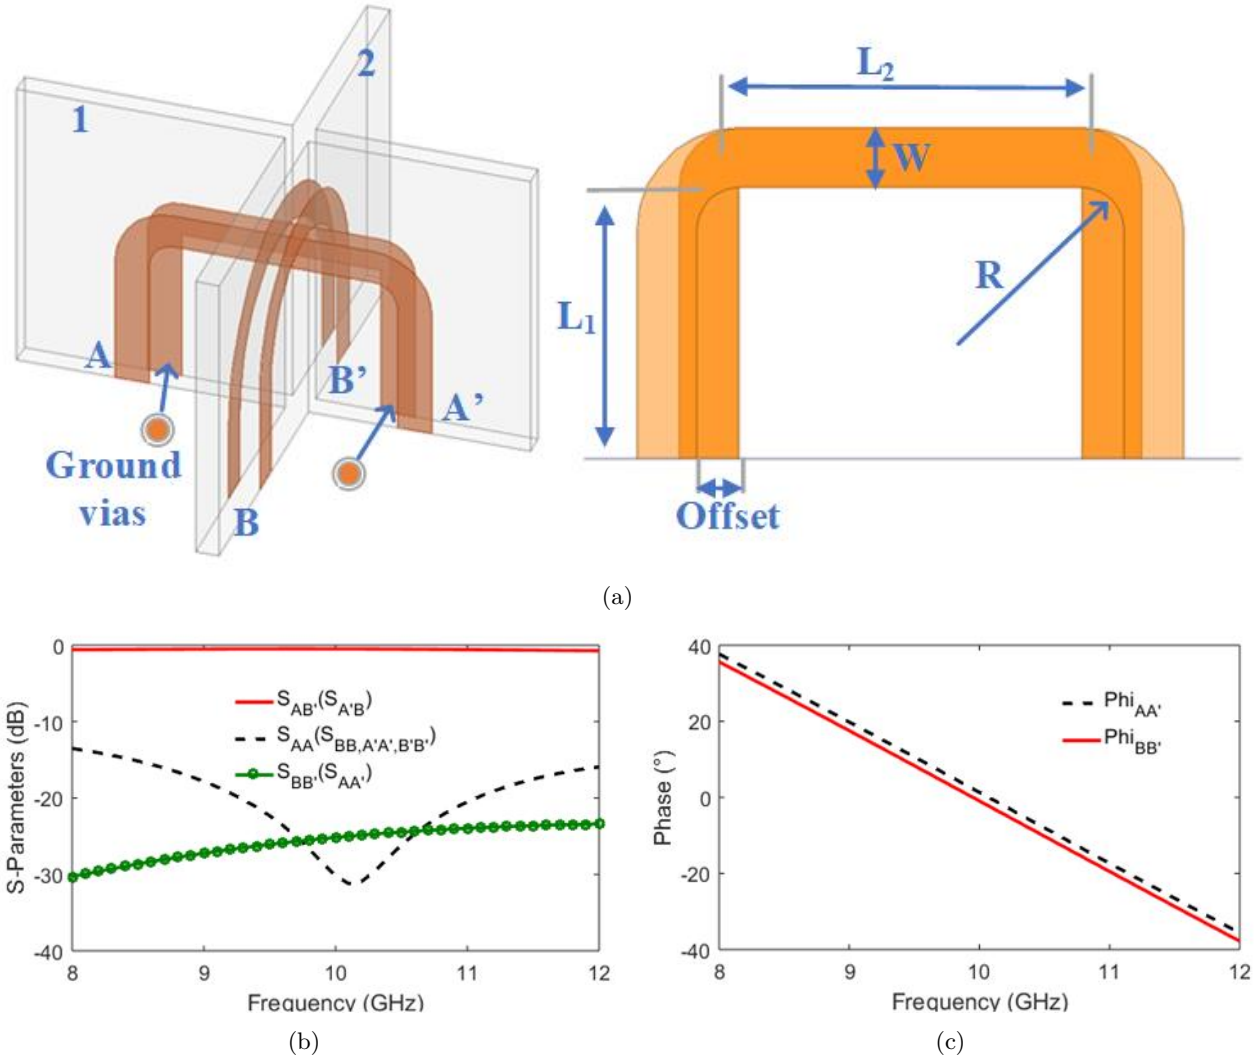 1
2
A
B'
A'
Ground
vias
B
L2
W
R
L1
Offset
(a)
0
-10
-20
-30
-40
8
9
10
11
12
S-Parameters (dB)
Frequency (GHz)
SAB'(SA'B)
SAA(SBB,A'A',B'B')
SBB'(SAA')
(b)
40
20
0
-20
-40
8
9
10
11
12
Phase (°)
Frequency (GHz)
PhiAA'
PhiBB'
(c)